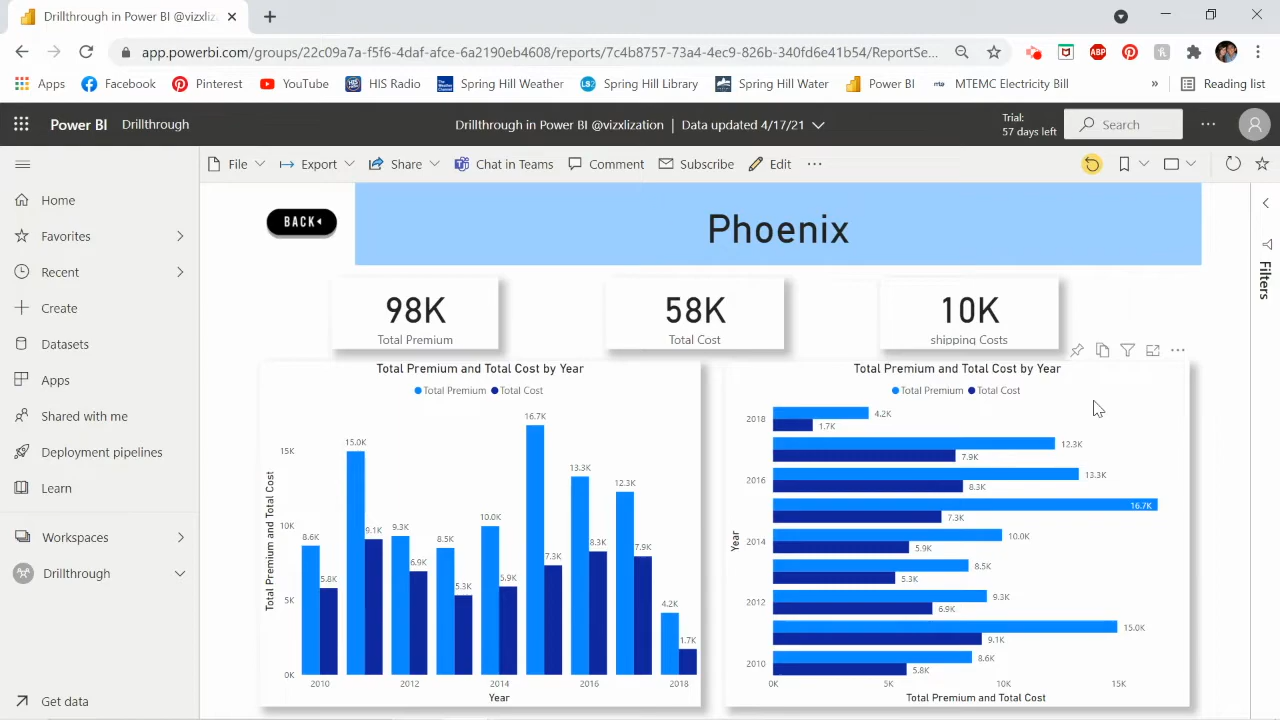 Drillthrough in Power BI @vizxliz
app.powerbi.com/groups/22c09a7a-f5f6-4daf-afce-6a2190eb4608/reports/7c4b8757-73a4-4ec9-826b-340fd6e41b54/ReportSe...
ABP
Apps Facebook Pinterest YouTube HIS Radio Spring Hill Weather Spring Hill Library Spring Hill Water Power BI MTEMC Electricity Bill » Reading list
Power BI Drillthrough Drillthrough in Power BI @vizxlization | Data updated 4/17/21 Trial: Search
57 days left
File Export Share Chat in Teams Comment Subscribe Edit
Home
Favorites
Recent
Create
Datasets
Apps
Shared with me
Deployment pipelines
Learn
Workspaces
Drillthrough
Get data
BACK
Phoenix
98K
Total Premium
58K
Total Cost
10K
shipping Costs
Filters
Total Premium and Total Cost by Year
Total Premium Total Cost
Total Premium and Total Cost
15K
10K
5K
0K
8.6K 5.8K 15.0K 9.1K 9.3K 6.9K 8.5K 5.3K 10.0K 5.9K 16.7K 7.3K 13.3K 8.3K 12.3K 7.9K 4.2K 1.7K
2010 2012 2014 2016 2018
Year
Total Premium and Total Cost by Year
Total Premium Total Cost
Year
2018 4.2K
1.7K
12.3K
7.9K
2016 13.3K
8.3K
16.7K
7.3K
2014 10.0K
5.9K
8.5K
5.3K
2012 9.3K
6.9K
15.0K
9.1K
2010 8.6K
5.8K
0K 5K 10K 15K
Total Premium and Total Cost